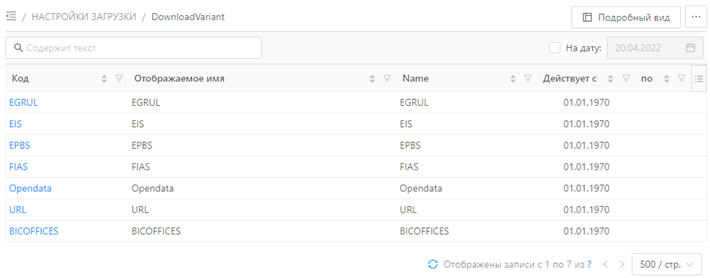 / НАСТРОЙКИ ЗАГРУЗКИ / DownloadVariant
Подробный вид ...
Содержит текст На дату: 20.04.2022
Код Отображаемое имя Name Действует с по
EGRUL EGRUL EGRUL 01.01.1970
EIS EIS EIS 01.01.1970
EPBS EPBS EPBS 01.01.1970
FIAS FIAS FIAS 01.01.1970
Opendata Opendata Opendata 01.01.1970
URL URL URL 01.01.1970
BICOFFICES BICOFFICES BICOFFICES 01.01.1970
Отображены записи с 1 по 7 из ? < > 500 / стр.